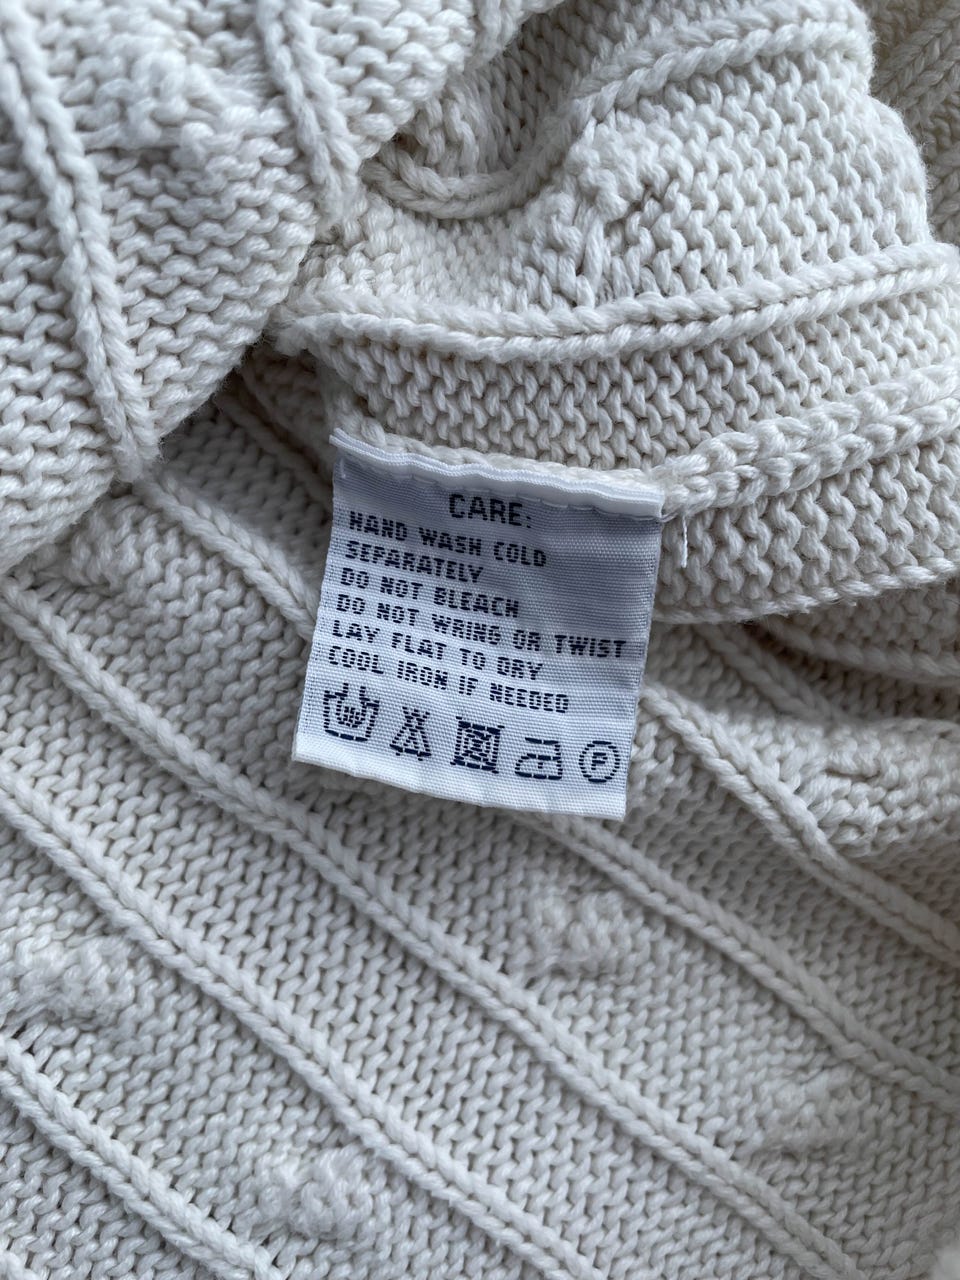 CARE:
HAND WASH COLD
SEPARATELY
DO NOT BLEACH
DO NOT WRING OR TWIST
LAY FLAT TO DRY
COOL IRON IF NEEDED
P